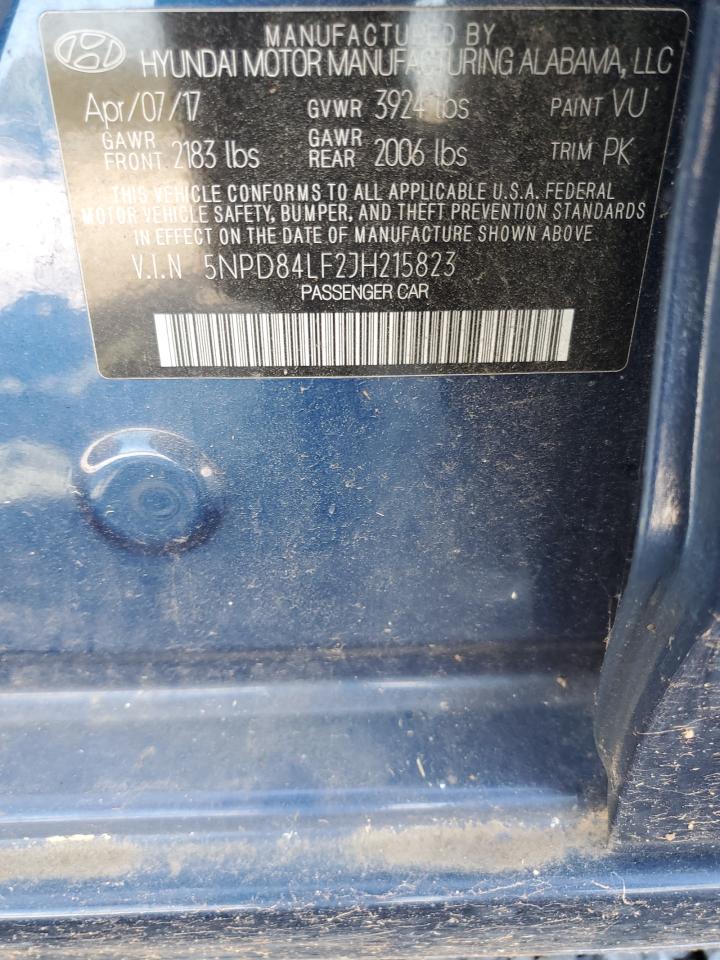 MANUFACTURED BY
HYUNDAI MOTOR MANUFACTURING ALABAMA, LLC
Apr/07/17 GVWR 3924 lbs PAINT VU
GAWR FRONT 2183 lbs GAWR REAR 2006 lbs TRIM PK
THIS VEHICLE CONFORMS TO ALL APPLICABLE U.S.A. FEDERAL
MOTOR VEHICLE SAFETY, BUMPER, AND THEFT PREVENTION STANDARDS
IN EFFECT ON THE DATE OF MANUFACTURE SHOWN ABOVE
V.I.N 5NPD84LF2JH215823
PASSENGER CAR